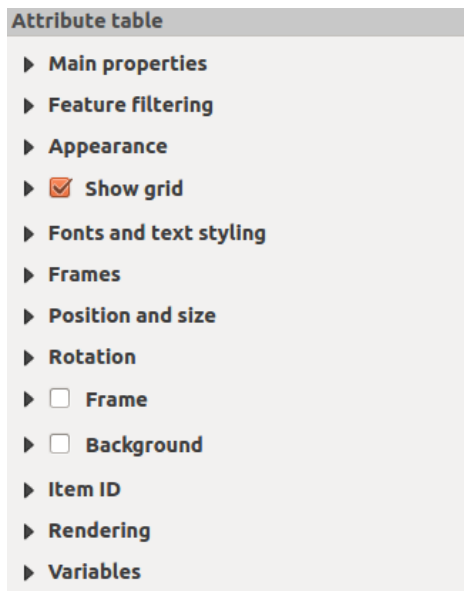 Attribute table
Main properties
Feature filtering
Appearance
Show grid
Fonts and text styling
Frames
Position and size
Rotation
Frame
Background
Item ID
Rendering
Variables